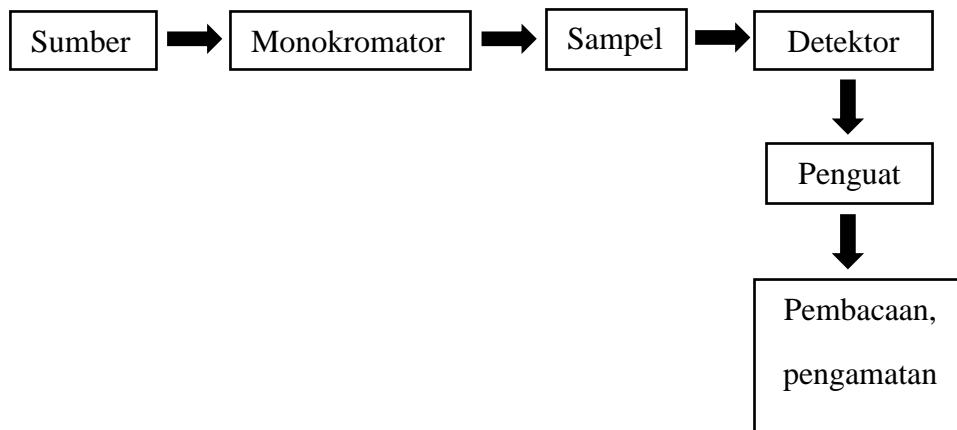 Sumber
Monokromator
Sampel
Detektor
Penguat
Pembacaan,
pengamatan